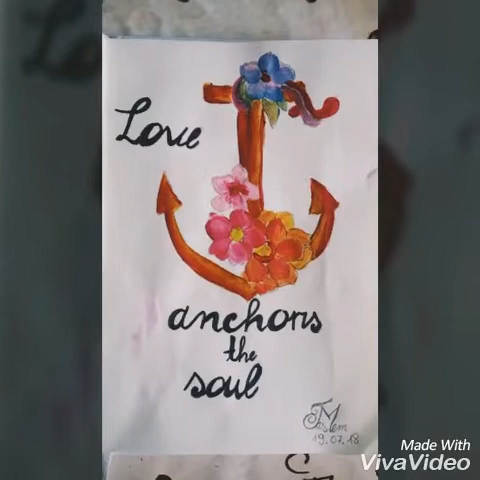 Love
anchors
the
soul
19.07.18
Made With
VivaVideo